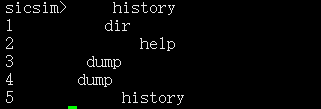 sicsim>      history
1            dir
2                 help
3          dump
4         dump
5               history